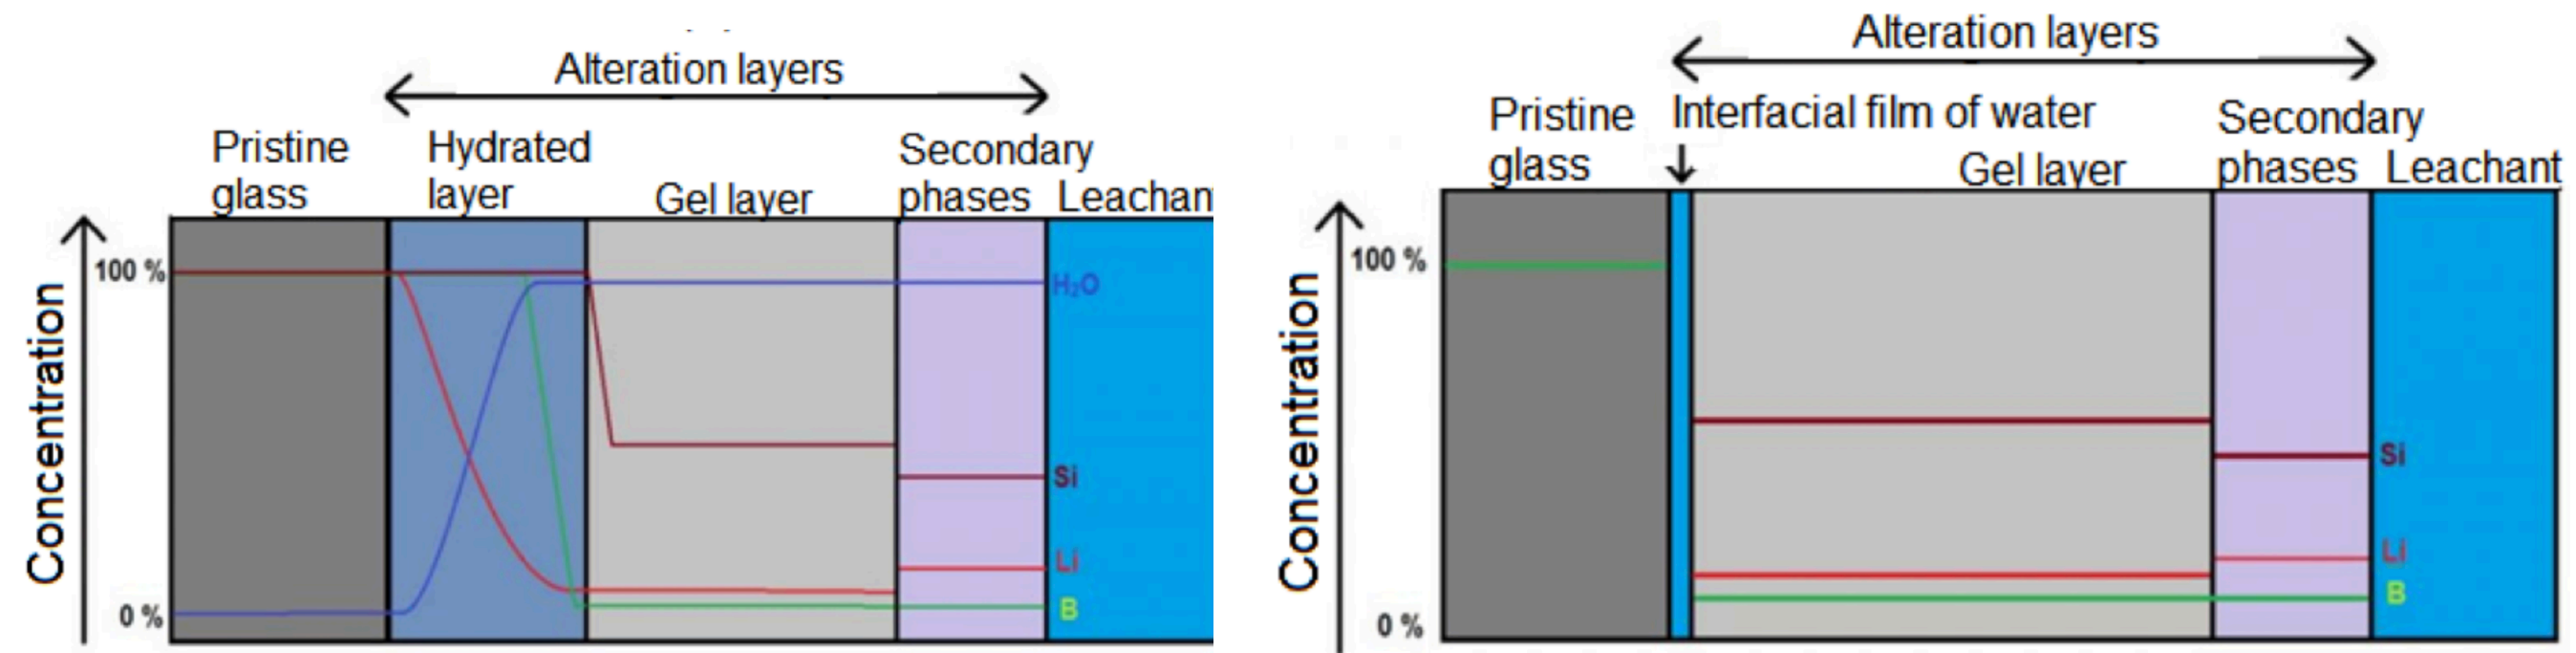 Alteration layers
Pristine glass
Hydrated layer
Gel layer
Secondary phases
Leachan
Concentration
100 %
0 %
H₂O
Si
Li
B
Alteration layers
Pristine glass
Interfacial film of water
Gel layer
Secondary phases
Leachant
Concentration
100 %
0 %
Si
Li
B